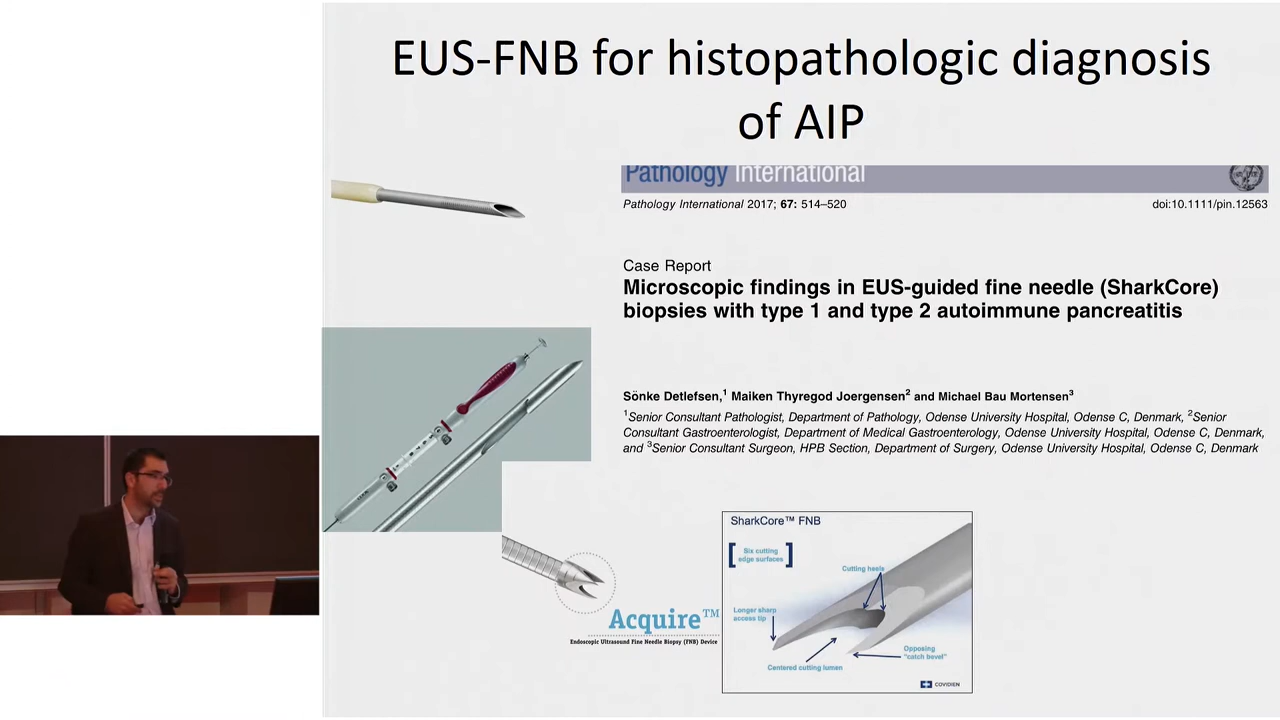 EUS-FNB for histopathologic diagnosis
of AIP
Pathology International
Pathology International 2017; 67: 514–520
doi:10.1111/pin.12563
Case Report
Microscopic findings in EUS-guided fine needle (SharkCore)
biopsies with type 1 and type 2 autoimmune pancreatitis
Sönke Detlefsen,¹ Maiken Thyregod Joergensen² and Michael Bau Mortensen³
¹Senior Consultant Pathologist, Department of Pathology, Odense University Hospital, Odense C, Denmark, ²Senior
Consultant Gastroenterologist, Department of Medical Gastroenterology, Odense University Hospital, Odense C, Denmark,
and ³Senior Consultant Surgeon, HPB Section, Department of Surgery, Odense University Hospital, Odense C, Denmark
Acquire™
Endoscopic Ultrasound Fine Needle Biopsy (FNB) Device
SharkCore™ FNB
Six cutting
edge surfaces
Cutting heels
Longer sharp
access tip
Centered cutting lumen
Opposing
"catch bevel"
COVIDIEN